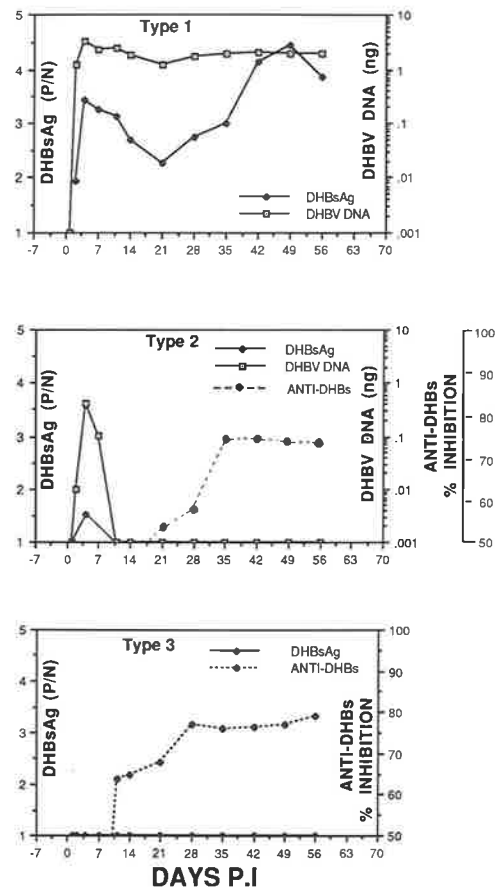 Type 1
5
4
3
2
1
DHBsAg (P/N)
10
1
.1
.01
.001
DHBV DNA (ng)
DHBsAg
DHBV DNA
-7 0 7 14 21 28 35 42 49 56 63 70
Type 2
5
4
3
2
1
DHBsAg (P/N)
DHBsAg
DHBV DNA
ANTI-DHBs
10
1
.1
.01
.001
DHBV DNA (ng)
100
90
80
70
60
50
ANTI-DHBs
% INHIBITION
-7 0 7 14 21 28 35 42 49 56 63 70
Type 3
5
4
3
2
1
DHBsAg (P/N)
DHBsAg
ANTI-DHBs
100
90
80
70
60
50
ANTI-DHBs
% INHIBITION
-7 0 7 14 21 28 35 42 49 56 63 70
DAYS P.I